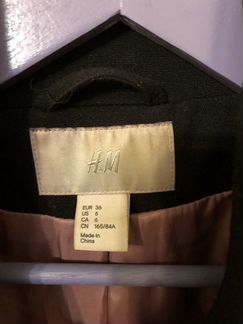 H&M
EUR 36
US 6
CA 6
CN 165/84A
Made in
China